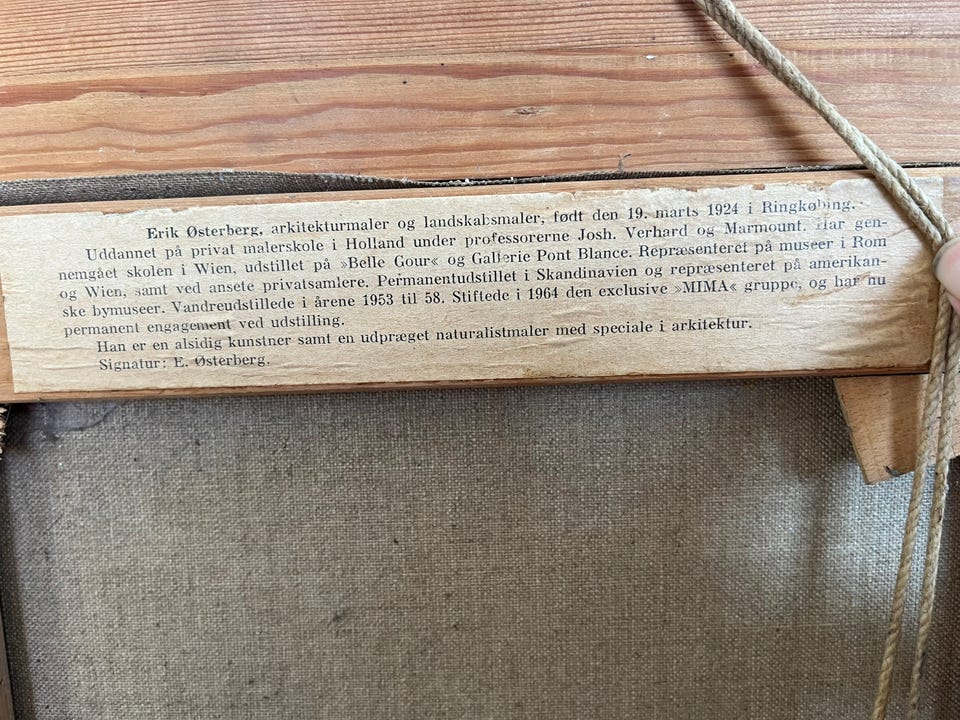 Erik Østerberg, arkitekturmaler og landskabsmaler, født den 19. marts 1924 i Ringkøbing.
Uddannet på privat malerskole i Holland under professorerne Josh. Verhard og Marmount. Har gen-
nemgået skolen i Wien, udstillet på »Belle Gour« og Gallerie Pont Blance. Repræsenteret på museer i Rom
og Wien, samt ved ansete privatsamlere. Permanentudstillet i Skandinavien og repræsenteret på amerikan-
ske bymuseer. Vandreudstillede i årene 1953 til 58. Stiftede i 1964 den exclusive »MIMA« gruppe, og har nu
permanent engagement ved udstilling.
Han er en alsidig kunstner samt en udpræget naturalistmaler med speciale i arkitektur.
Signatur: E. Østerberg.